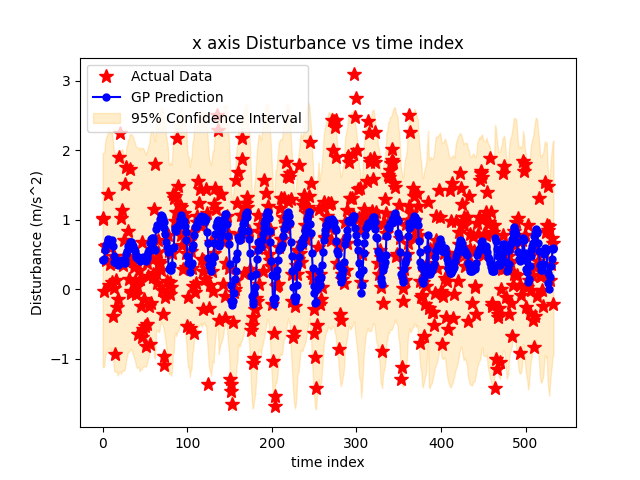 x axis Disturbance vs time index
Actual Data
GP Prediction
95% Confidence Interval
3
2
1
0
−1
Disturbance (m/s^2)
0 100 200 300 400 500
time index